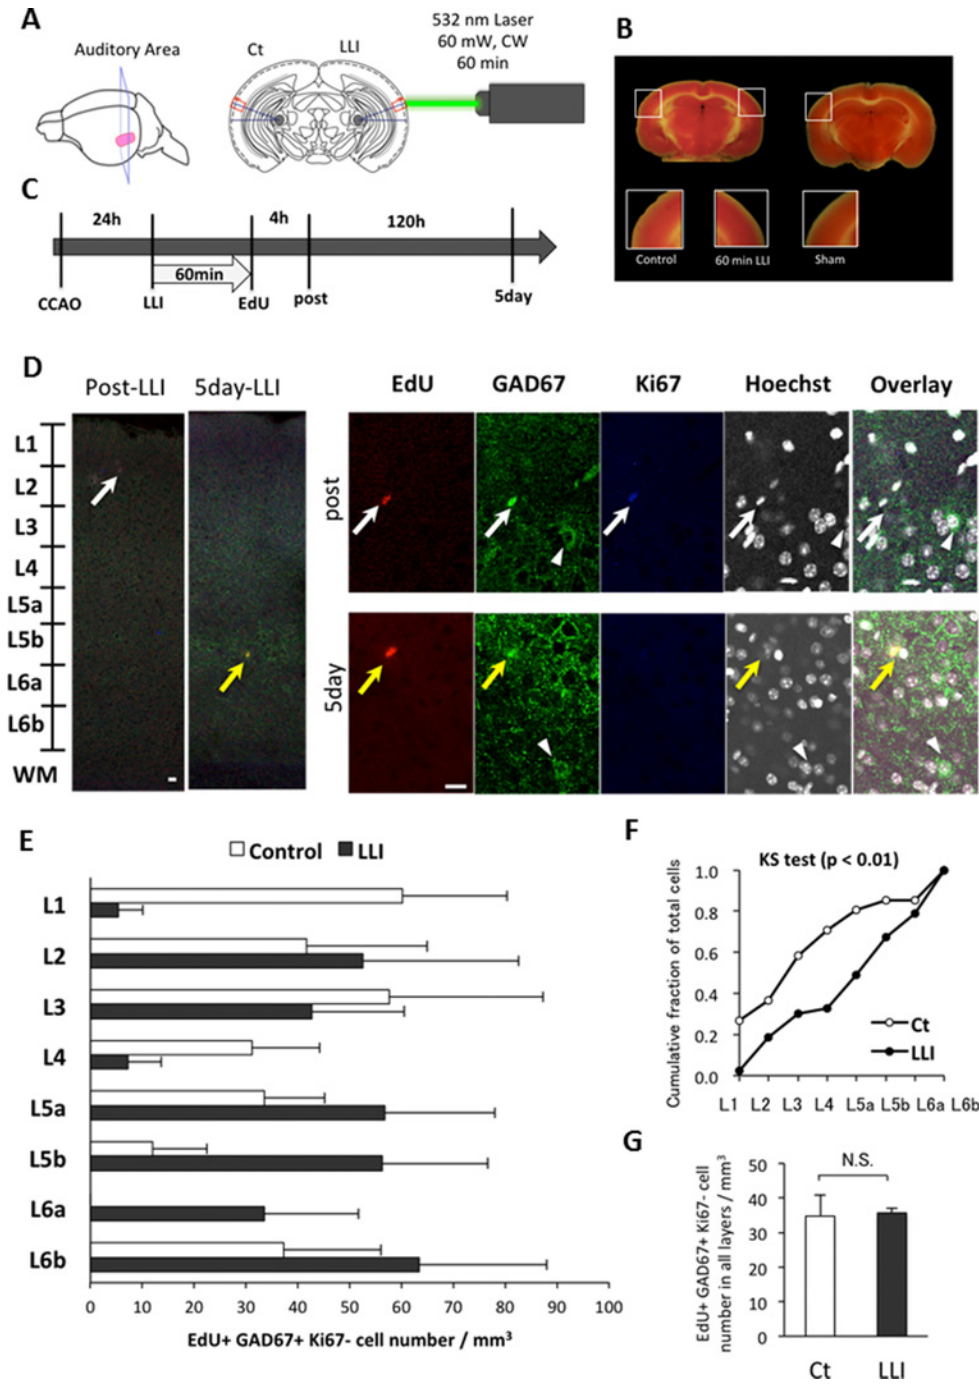 A
Auditory Area
Ct
LLI
532 nm Laser
60 mW, CW
60 min
B
Control
60 min LLI
Sham
C
24h
4h
120h
60min
CCAO
LLI
EdU
post
5day
D
Post-LLI
5day-LLI
EdU
GAD67
Ki67
Hoechst
Overlay
L1
L2
L3
L4
L5a
L5b
L6a
L6b
WM
post
5day
E
Control
LLI
L1
L2
L3
L4
L5a
L5b
L6a
L6b
0 10 20 30 40 50 60 70 80 90 100
EdU+ GAD67+ Ki67- cell number / mm³
F
KS test (p < 0.01)
Cumulative fraction of total cells
1.0
0.8
0.6
0.4
0.2
0.0
Ct
LLI
L1 L2 L3 L4 L5a L5b L6a L6b
G
EdU+ GAD67+ Ki67- cell
number in all layers / mm³
50
40
30
20
10
0
N.S.
Ct
LLI